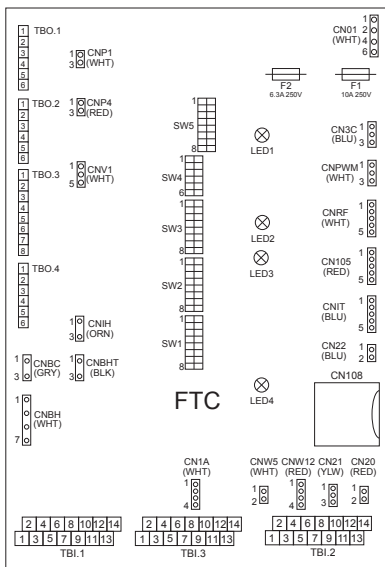 TBO.1
1
2
3
4
5
6
CNP1
(WHT)
1
3
CN01
(WHT)
1
2
4
6
F2
6.3A 250V
F1
10A 250V
TBO.2
1
2
3
4
5
6
CNP4
(RED)
1
3
SW5
1
8
LED1
CN3C
(BLU)
1
3
TBO.3
1
2
3
4
5
6
7
8
CNV1
(WHT)
1
5
SW4
1
6
CNPWM
(WHT)
1
3
SW3
1
8
LED2
CNRF
(WHT)
1
5
TBO.4
1
2
3
4
5
6
SW2
1
8
LED3
CN105
(RED)
1
5
CNIH
(ORN)
1
3
SW1
1
8
CNIT
(BLU)
1
5
CNBC
(GRY)
1
3
CNBHT
(BLK)
1
3
CN22
(BLU)
1
2
CNBH
(WHT)
1
7
FTC
LED4
CN108
CN1A
(WHT)
1
4
CNW5
(WHT)
1
2
CNW12
(RED)
1
4
CN21
(YLW)
1
3
CN20
(RED)
1
2
2 4 6 8 10 12 14
1 3 5 7 9 11 13
TBI.1
2 4 6 8 10 12 14
1 3 5 7 9 11 13
TBI.3
2 4 6 8 10 12 14
1 3 5 7 9 11 13
TBI.2